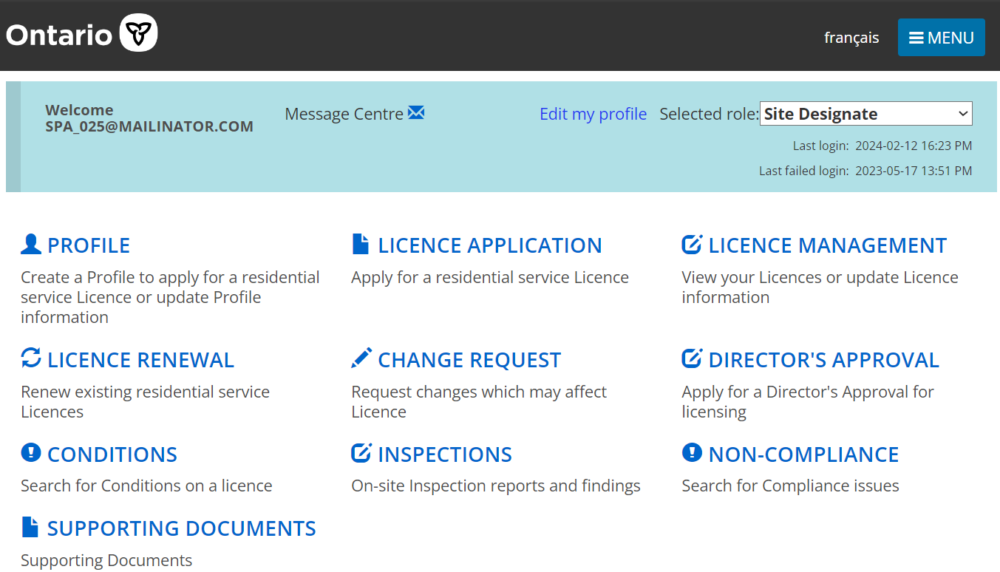 Ontario
français
MENU
Welcome
SPA_025@MAILINATOR.COM
Message Centre
Edit my profile
Selected role:
Site Designate
Last login: 2024-02-12 16:23 PM
Last failed login: 2023-05-17 13:51 PM
PROFILE
Create a Profile to apply for a residential
service Licence or update Profile
information
LICENCE APPLICATION
Apply for a residential service Licence
LICENCE MANAGEMENT
View your Licences or update Licence
information
LICENCE RENEWAL
Renew existing residential service
Licences
CHANGE REQUEST
Request changes which may affect
Licence
DIRECTOR'S APPROVAL
Apply for a Director's Approval for
licensing
CONDITIONS
Search for Conditions on a licence
INSPECTIONS
On-site Inspection reports and findings
NON-COMPLIANCE
Search for Compliance issues
SUPPORTING DOCUMENTS
Supporting Documents